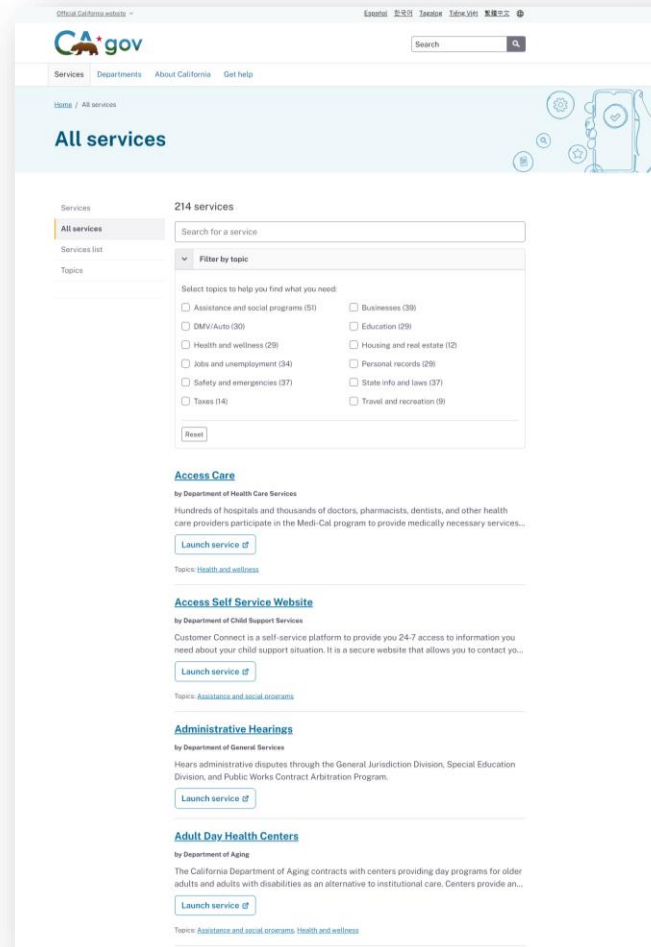 Official California website
Español 한국어 Tagalog Tiếng Việt 繁體中文
CA.gov
Search
Services Departments About California Get help
Home / All services
All services
Services
All services
Services list
Topics
214 services
Search for a service
Filter by topic
Select topics to help you find what you need:
Assistance and social programs (51)
Businesses (39)
DMV/Auto (30)
Education (29)
Health and wellness (29)
Housing and real estate (12)
Jobs and unemployment (34)
Personal records (29)
Safety and emergencies (37)
State info and laws (37)
Taxes (14)
Travel and recreation (9)
Reset
Access Care
by Department of Health Care Services
Hundreds of hospitals and thousands of doctors, pharmacists, dentists, and other health
care providers participate in the Medi-Cal program to provide medically necessary services...
Launch service
Topics: Health and wellness
Access Self Service Website
by Department of Child Support Services
Customer Connect is a self-service platform to provide you 24-7 access to information you
need about your child support situation. It is a secure website that allows you to contact yo...
Launch service
Topics: Assistance and social programs
Administrative Hearings
by Department of General Services
Hears administrative disputes through the General Jurisdiction Division, Special Education
Division, and Public Works Contract Arbitration Program.
Launch service
Adult Day Health Centers
by Department of Aging
The California Department of Aging contracts with centers providing day programs for older
adults and adults with disabilities as an alternative to institutional care. Centers provide an...
Launch service
Topics: Assistance and social programs, Health and wellness